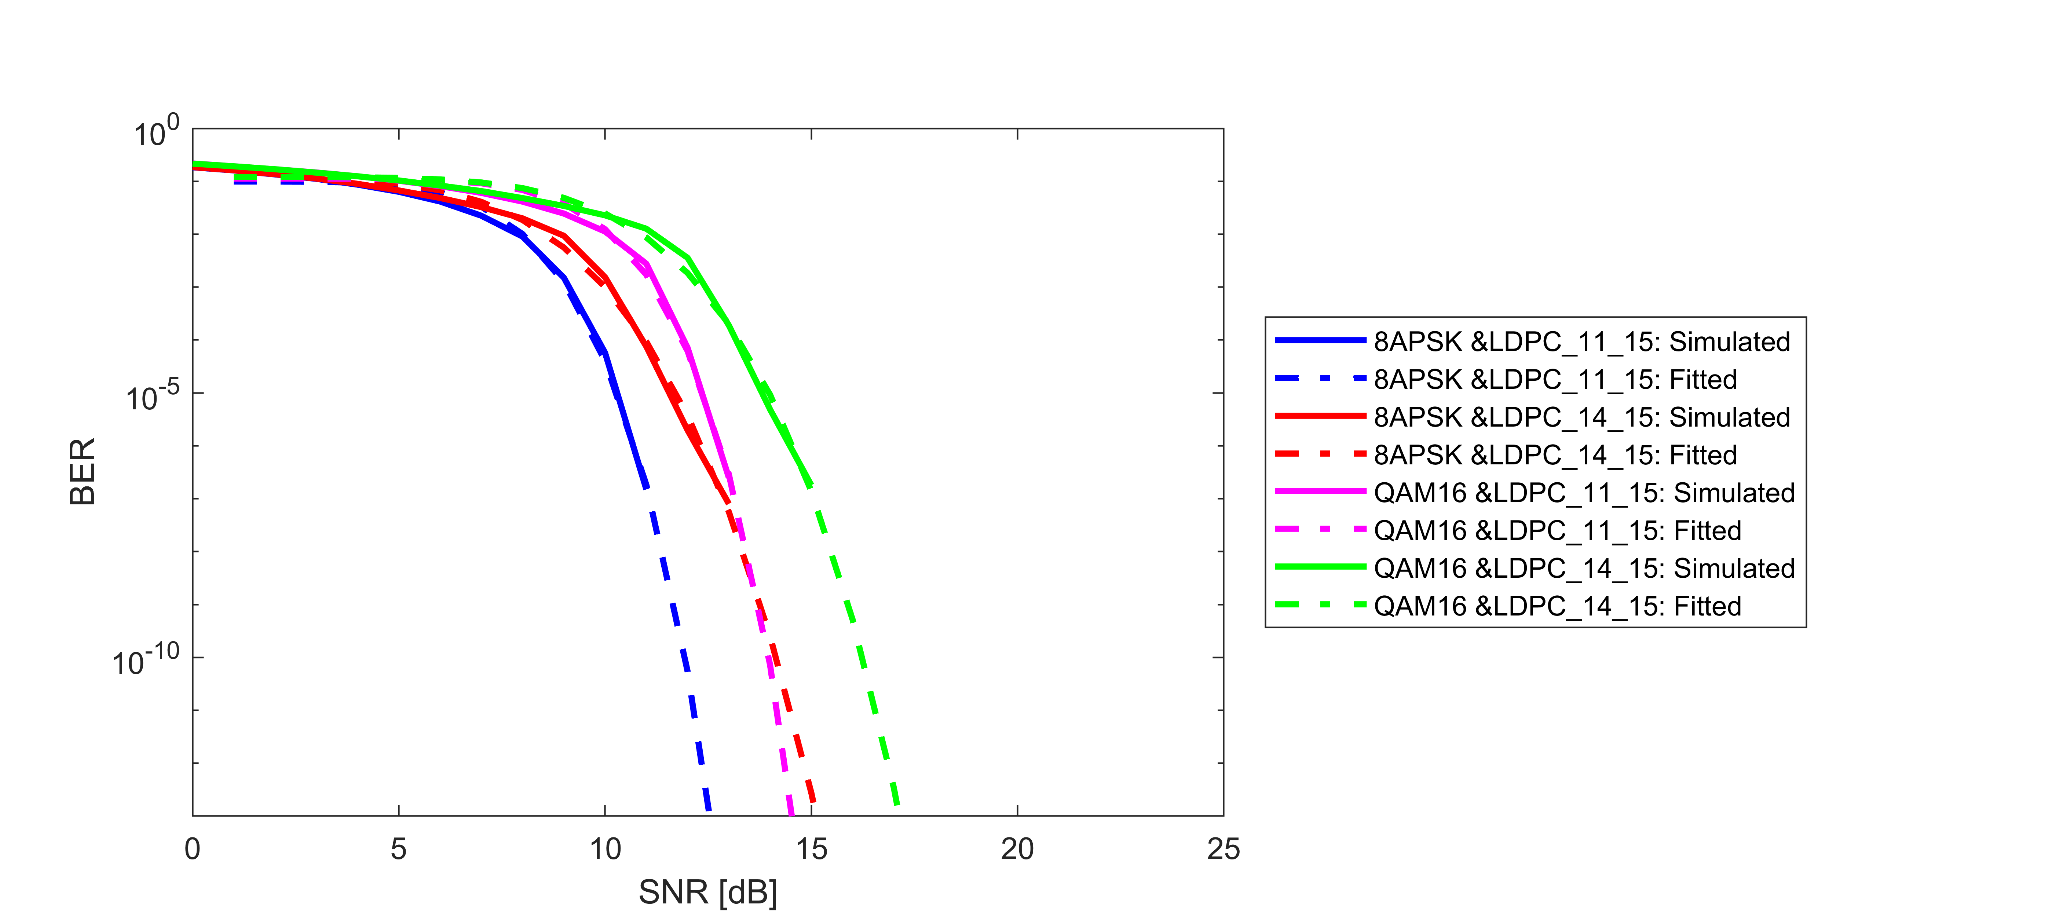 10^0
10^-5
10^-10
BER
0 5 10 15 20 25
SNR [dB]
8APSK &LDPC_11_15: Simulated
8APSK &LDPC_11_15: Fitted
8APSK &LDPC_14_15: Simulated
8APSK &LDPC_14_15: Fitted
QAM16 &LDPC_11_15: Simulated
QAM16 &LDPC_11_15: Fitted
QAM16 &LDPC_14_15: Simulated
QAM16 &LDPC_14_15: Fitted